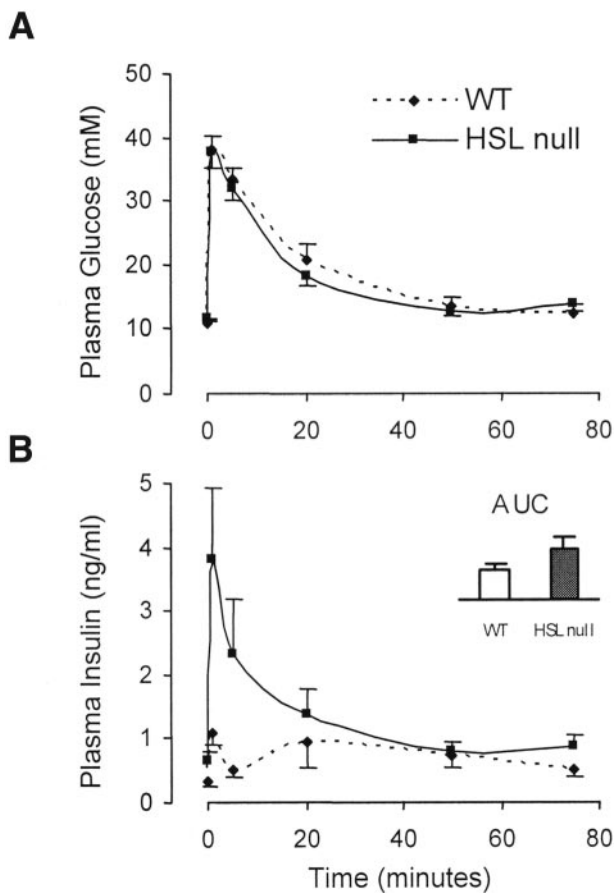 A
50
40
30
20
10
0
Plasma Glucose (mM)
WT
HSL null
0 20 40 60 80
B
5
4
3
2
1
0
Plasma Insulin (ng/ml)
AUC
WT HSL null
0 20 40 60 80
Time (minutes)